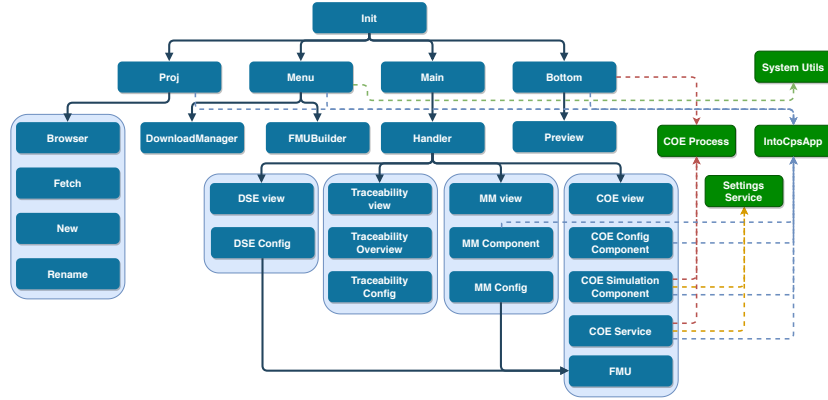 Init
System Utils
Proj
Menu
Main
Bottom
Browser
DownloadManager
FMUBuilder
Handler
Preview
COE Process
IntoCpsApp
Fetch
New
Rename
DSE view
DSE Config
Traceability
view
Traceability
Overview
Traceability
Config
MM view
MM Component
MM Config
COE view
COE Config
Component
COE Simulation
Component
COE Service
FMU
Settings
Service